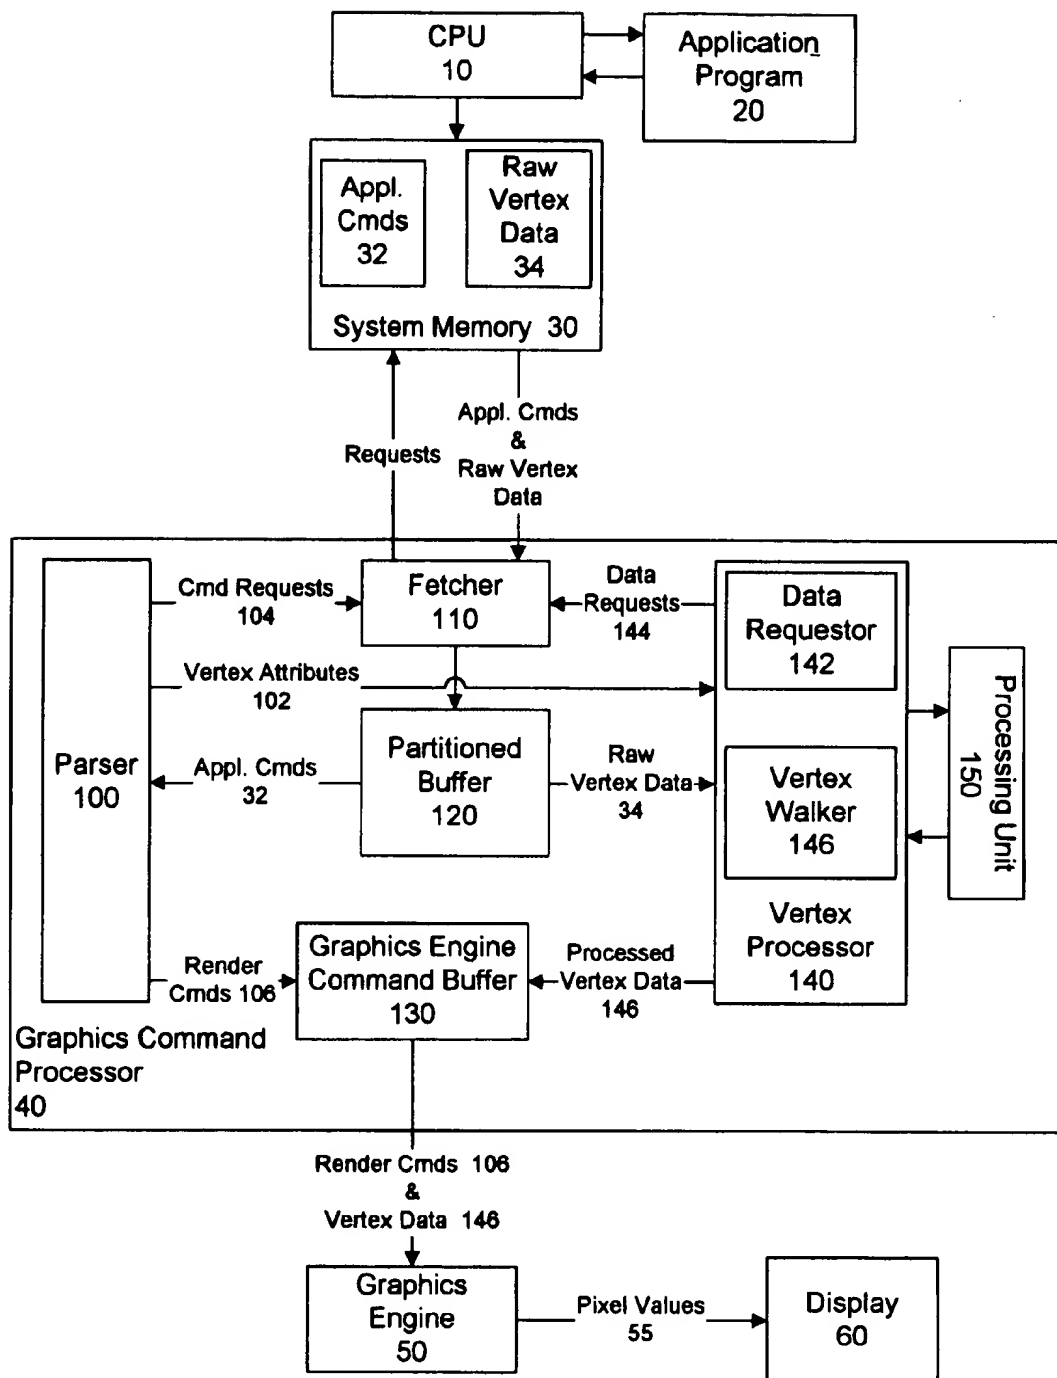 CPU
10
Application
Program
20
Appl.
Cmds
32
Raw
Vertex
Data
34
System Memory 30
Requests
Appl. Cmds
&
Raw Vertex
Data
Cmd Requests
104
Fetcher
110
Data
Requests
144
Data
Requestor
142
Vertex Attributes
102
Parser
100
Appl. Cmds
32
Partitioned
Buffer
120
Raw
Vertex Data
34
Vertex
Walker
146
Processing Unit
150
Vertex
Processor
140
Render
Cmds 106
Graphics Engine
Command Buffer
130
Processed
Vertex Data
146
Graphics Command
Processor
40
Render Cmds 106
&
Vertex Data 146
Graphics
Engine
50
Pixel Values
55
Display
60